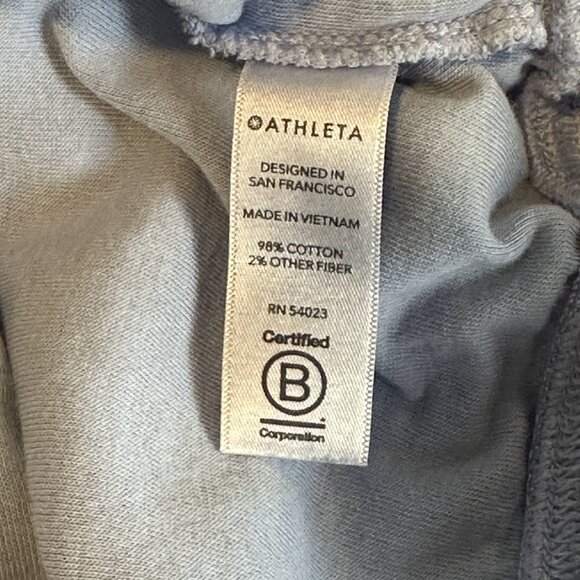 ATHLETA
DESIGNED IN
SAN FRANCISCO
MADE IN VIETNAM
98% COTTON
2% OTHER FIBER
RN 54023
Certified
B
Corporation